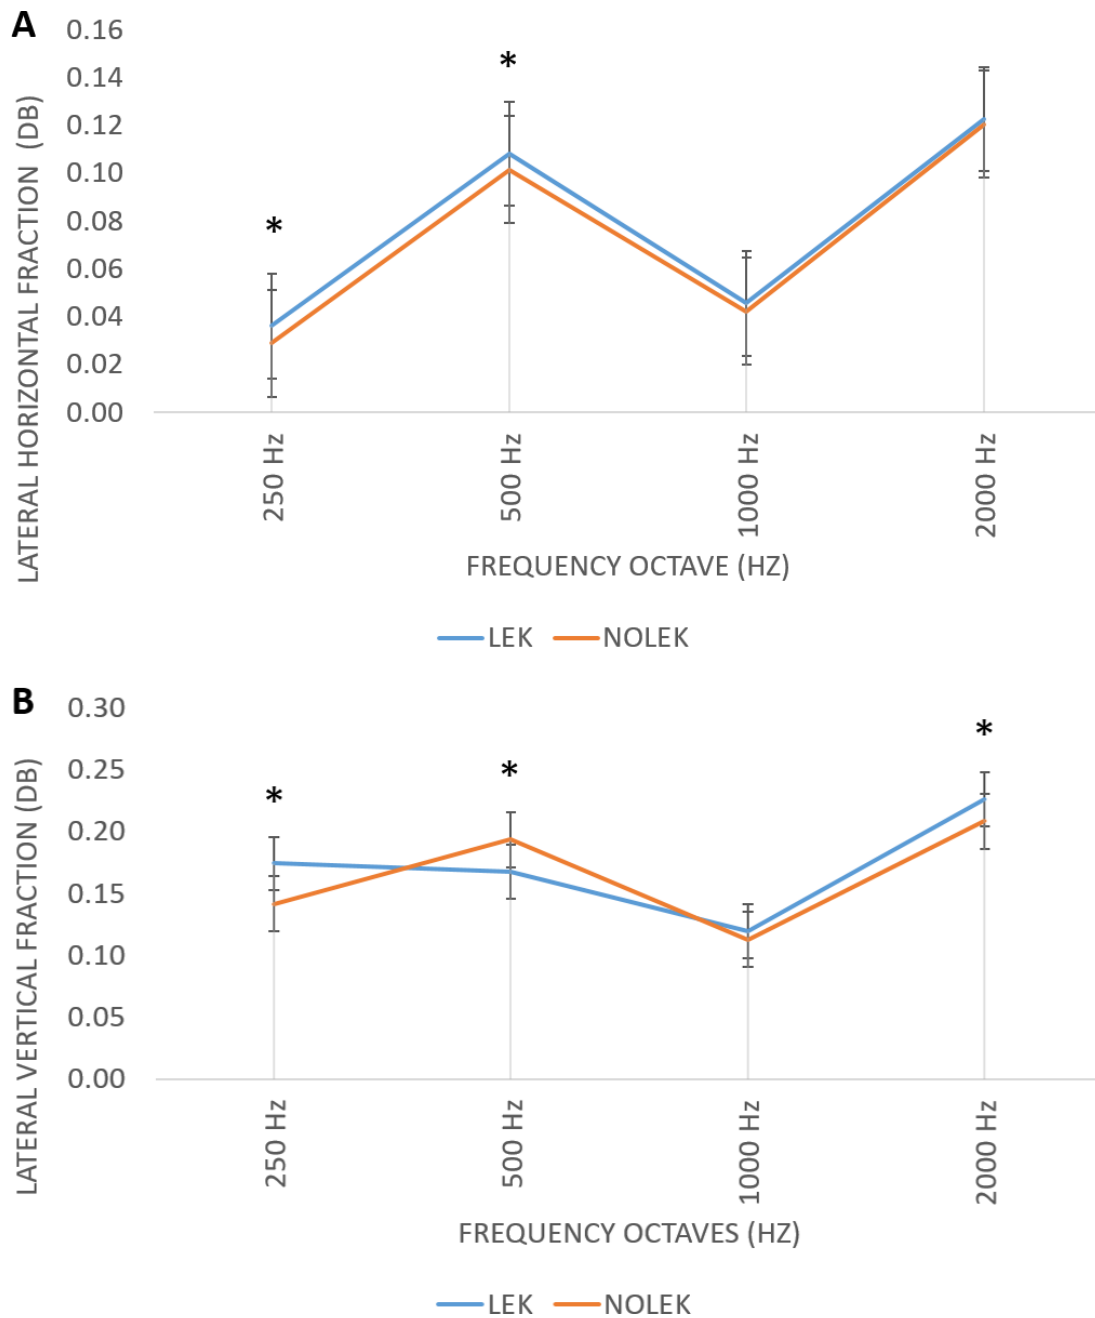 A
LATERAL HORIZONTAL FRACTION (DB)
0.16
0.14
0.12
0.10
0.08
0.06
0.04
0.02
0.00
*
*
250 Hz
500 Hz
1000 Hz
2000 Hz
FREQUENCY OCTAVE (HZ)
LEK NOLEK
B
LATERAL VERTICAL FRACTION (DB)
0.30
0.25
0.20
0.15
0.10
0.05
0.00
*
*
*
250 Hz
500 Hz
1000 Hz
2000 Hz
FREQUENCY OCTAVES (HZ)
LEK NOLEK